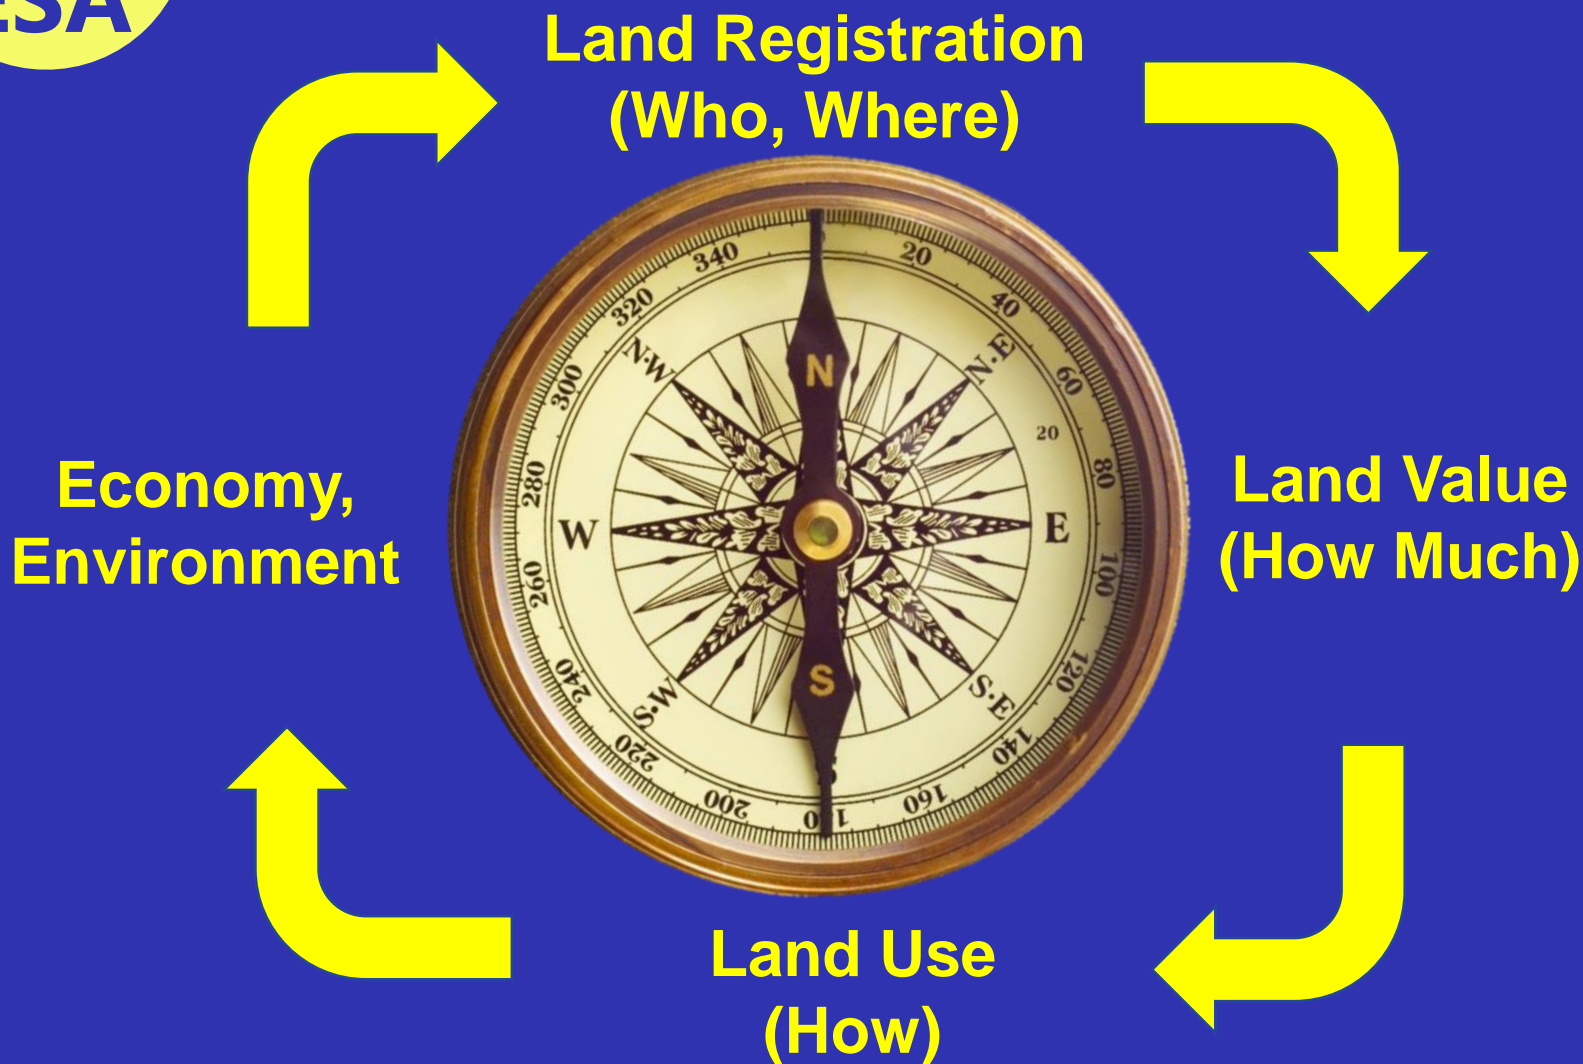 Land Registration
(Who, Where)
Economy,
Environment
Land Value
(How Much)
Land Use
(How)
340
20
320
40
N·W
N·E
300
60
N
20
280
80
W
E
260
100
S
240
120
S·W
S·E
220
140
200
160